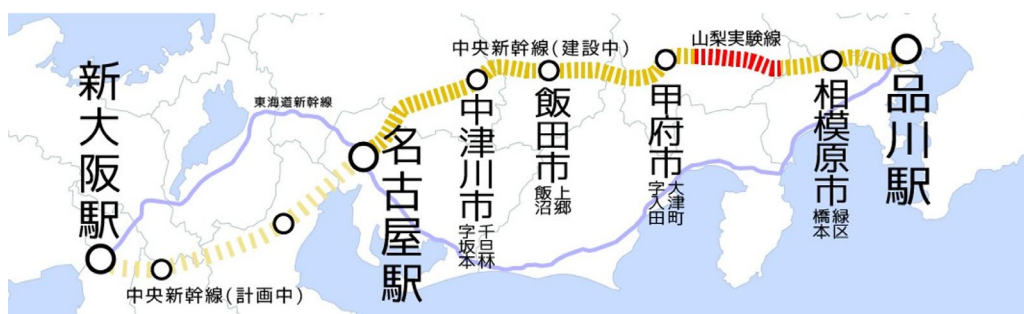 新大阪駅
東海道新幹線
中央新幹線(計画中)
名古屋駅
中央新幹線(建設中)
中津川市
千旦林
字坂本
飯田市
上郷
飯沼
甲府市
大津町
字人田
山梨実験線
相模原市
緑区
橋本
品川駅